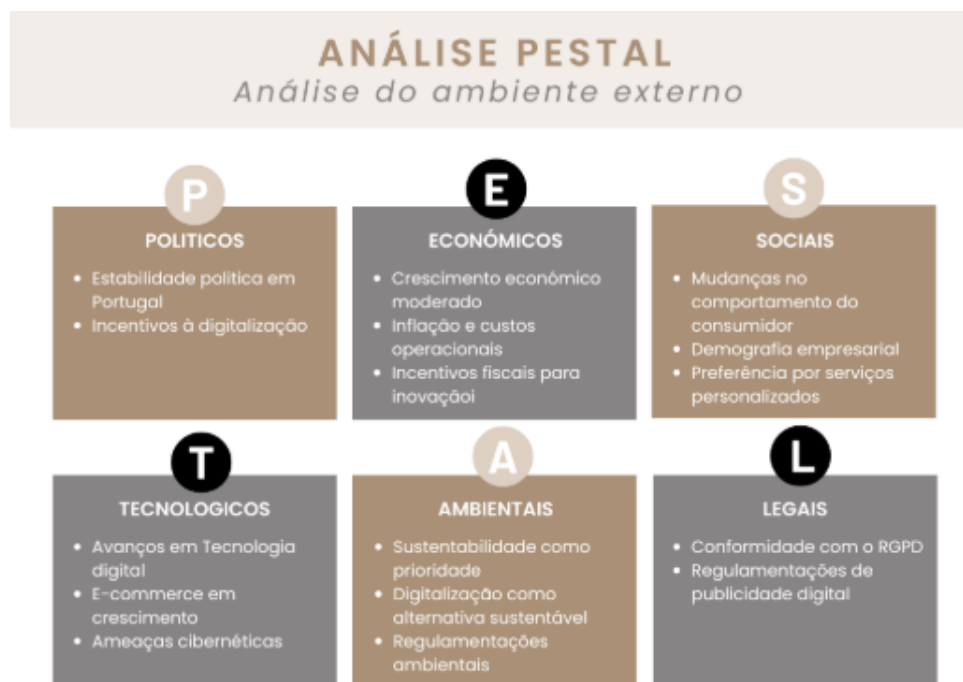 ANÁLISE PESTAL
Análise do ambiente externo
P
POLITICOS
• Estabilidade politica em
Portugal
• Incentivos à digitalização
E
ECONÓMICOS
• Crescimento económico
moderado
• Inflação e custos
operacionais
• Incentivos fiscais para
inovaçãoi
S
SOCIAIS
• Mudanças no
comportamento do
consumidor
• Demografia empresarial
• Preferência por serviços
personalizados
T
TECNOLOGICOS
• Avanços em Tecnologia
digital
• E-commerce em
crescimento
• Ameaças cibernéticas
A
AMBIENTAIS
• Sustentabilidade como
prioridade
• Digitalização como
alternativa sustentável
• Regulamentações
ambientais
L
LEGAIS
• Conformidade com o RGPD
• Regulamentações de
publicidade digital